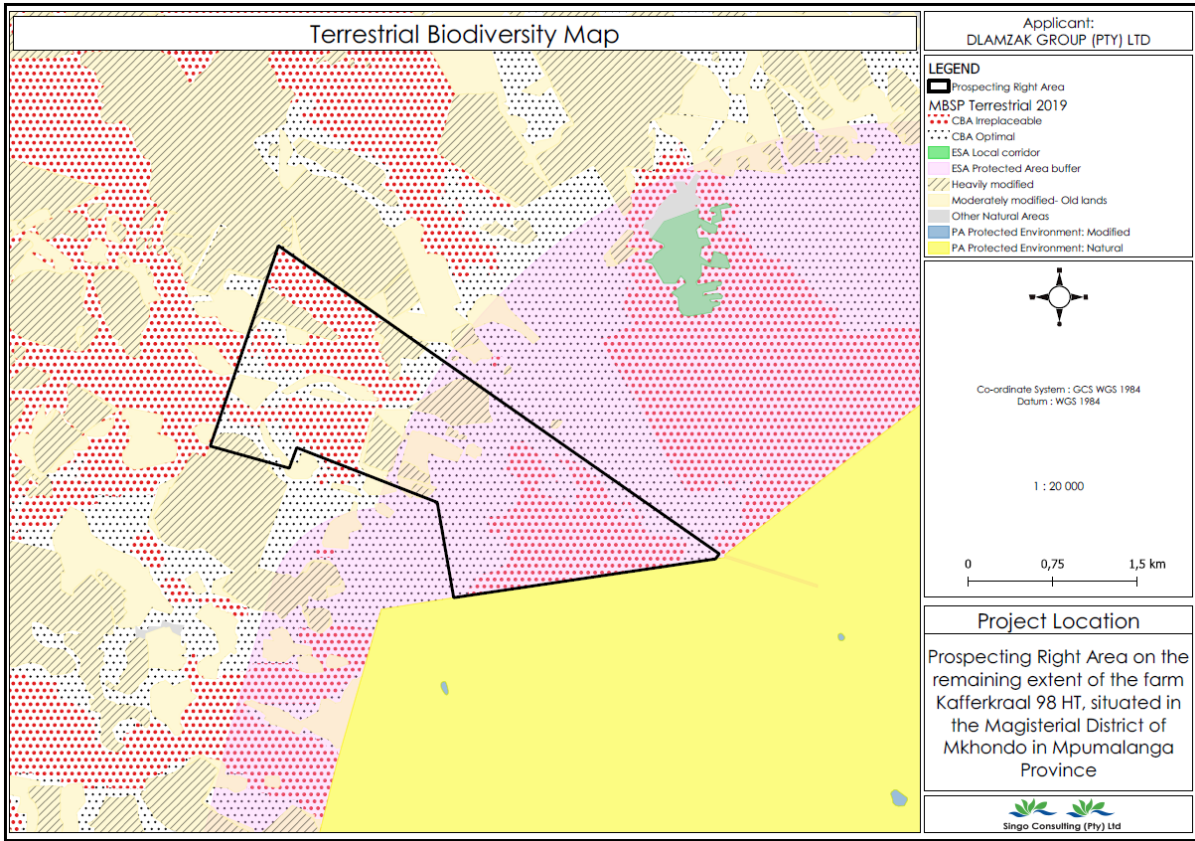 Terrestrial Biodiversity Map
Applicant:
DLAMZAK GROUP (PTY) LTD
LEGEND
Prospecting Right Area
MBSP Terrestrial 2019
CBA Irreplaceable
CBA Optimal
ESA Local corridor
ESA Protected Area buffer
Heavily modified
Moderately modified- Old lands
Other Natural Areas
PA Protected Environment: Modified
PA Protected Environment: Natural
Co-ordinate System : GCS WGS 1984
Datum : WGS 1984
1 : 20 000
0 0,75 1,5 km
Project Location
Prospecting Right Area on the
remaining extent of the farm
Kafferkraal 98 HT, situated in
the Magisterial District of
Mkhondo in Mpumalanga
Province
Singo Consulting (Pty) Ltd